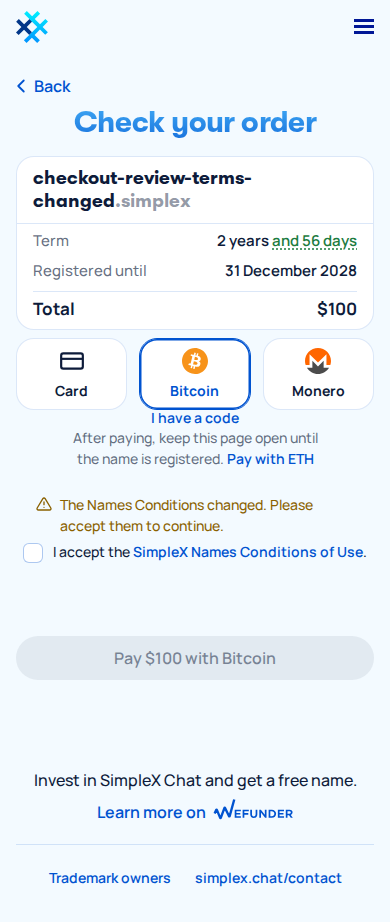 Back
Check your order
checkout-review-terms-
changed.simplex
Term 2 years and 56 days
Registered until 31 December 2028
Total $100
Card Bitcoin Monero
I have a code
After paying, keep this page open until
the name is registered. Pay with ETH
The Names Conditions changed. Please
accept them to continue.
I accept the SimpleX Names Conditions of Use.
Pay $100 with Bitcoin
Invest in SimpleX Chat and get a free name.
Learn more on WEFUNDER
Trademark owners simplex.chat/contact